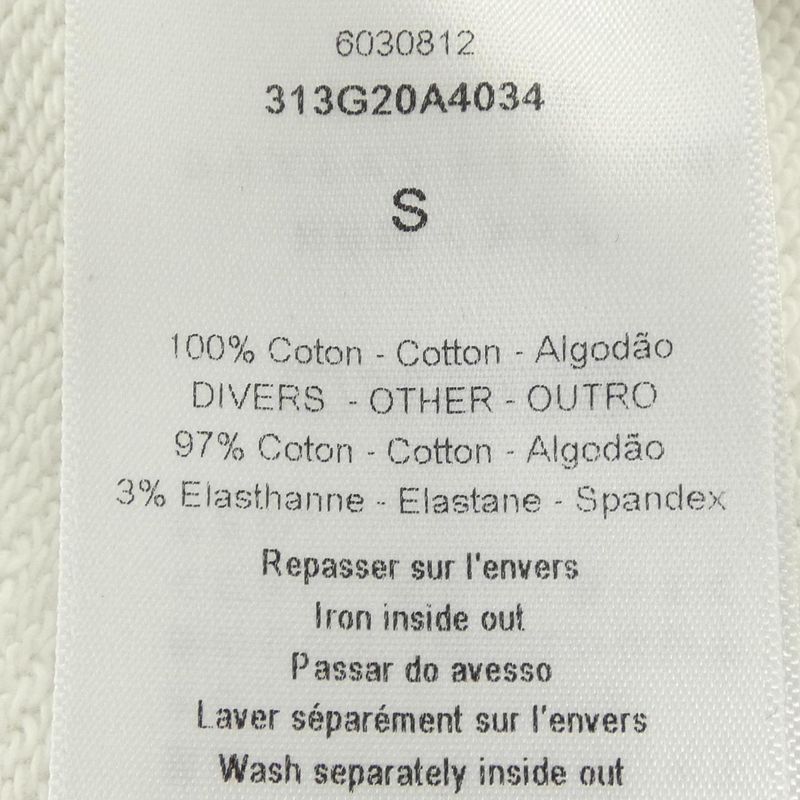 6030812
313G20A4034
S
100% Coton - Cotton - Algodão
DIVERS - OTHER - OUTRO
97% Coton - Cotton - Algodão
3% Elasthanne - Elastane - Spandex
Repasser sur l'envers
Iron inside out
Passar do avesso
Laver séparément sur l'envers
Wash separately inside out